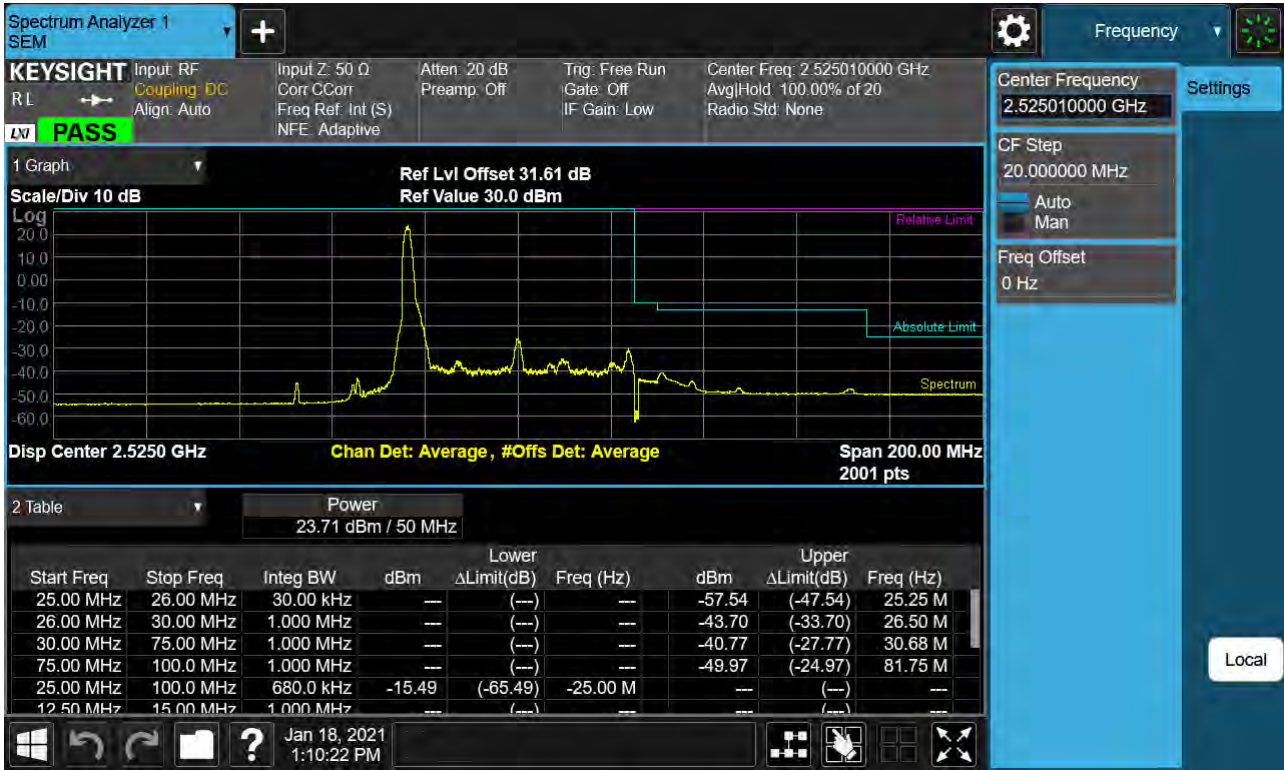 Spectrum Analyzer 1
SEM
Frequency
KEYSIGHT
R L
LXI
PASS
Input: RF
Coupling: DC
Align: Auto
Input Z: 50 Ω
Corr CCorr
Freq Ref: Int (S)
NFE: Adaptive
Atten: 20 dB
Preamp: Off
Trig: Free Run
Gate: Off
IF Gain: Low
Center Freq: 2.525010000 GHz
Avg|Hold: 100.00% of 20
Radio Std: None
Center Frequency
2.525010000 GHz
Settings
CF Step
20.000000 MHz
Auto
Man
Freq Offset
0 Hz
Local
1 Graph
Scale/Div 10 dB
Ref Lvl Offset 31.61 dB
Ref Value 30.0 dBm
Log
20.0
10.0
0.00
-10.0
-20.0
-30.0
-40.0
-50.0
-60.0
Relative Limit
Absolute Limit
Spectrum
Disp Center 2.5250 GHz
Chan Det: Average, #Offs Det: Average
Span 200.00 MHz
2001 pts
2 Table
Power
23.71 dBm / 50 MHz
Lower Upper
Start Freq Stop Freq Integ BW dBm ΔLimit(dB) Freq (Hz) dBm ΔLimit(dB) Freq (Hz)
25.00 MHz 26.00 MHz 30.00 kHz --- (---) --- -57.54 (-47.54) 25.25 M
26.00 MHz 30.00 MHz 1.000 MHz --- (---) --- -43.70 (-33.70) 26.50 M
30.00 MHz 75.00 MHz 1.000 MHz --- (---) --- -40.77 (-27.77) 30.68 M
75.00 MHz 100.0 MHz 1.000 MHz --- (---) --- -49.97 (-24.97) 81.75 M
25.00 MHz 100.0 MHz 680.0 kHz -15.49 (-65.49) -25.00 M --- (---) ---
12.50 MHz 15.00 MHz 1.000 MHz --- (---) --- --- (---) ---
Jan 18, 2021
1:10:22 PM